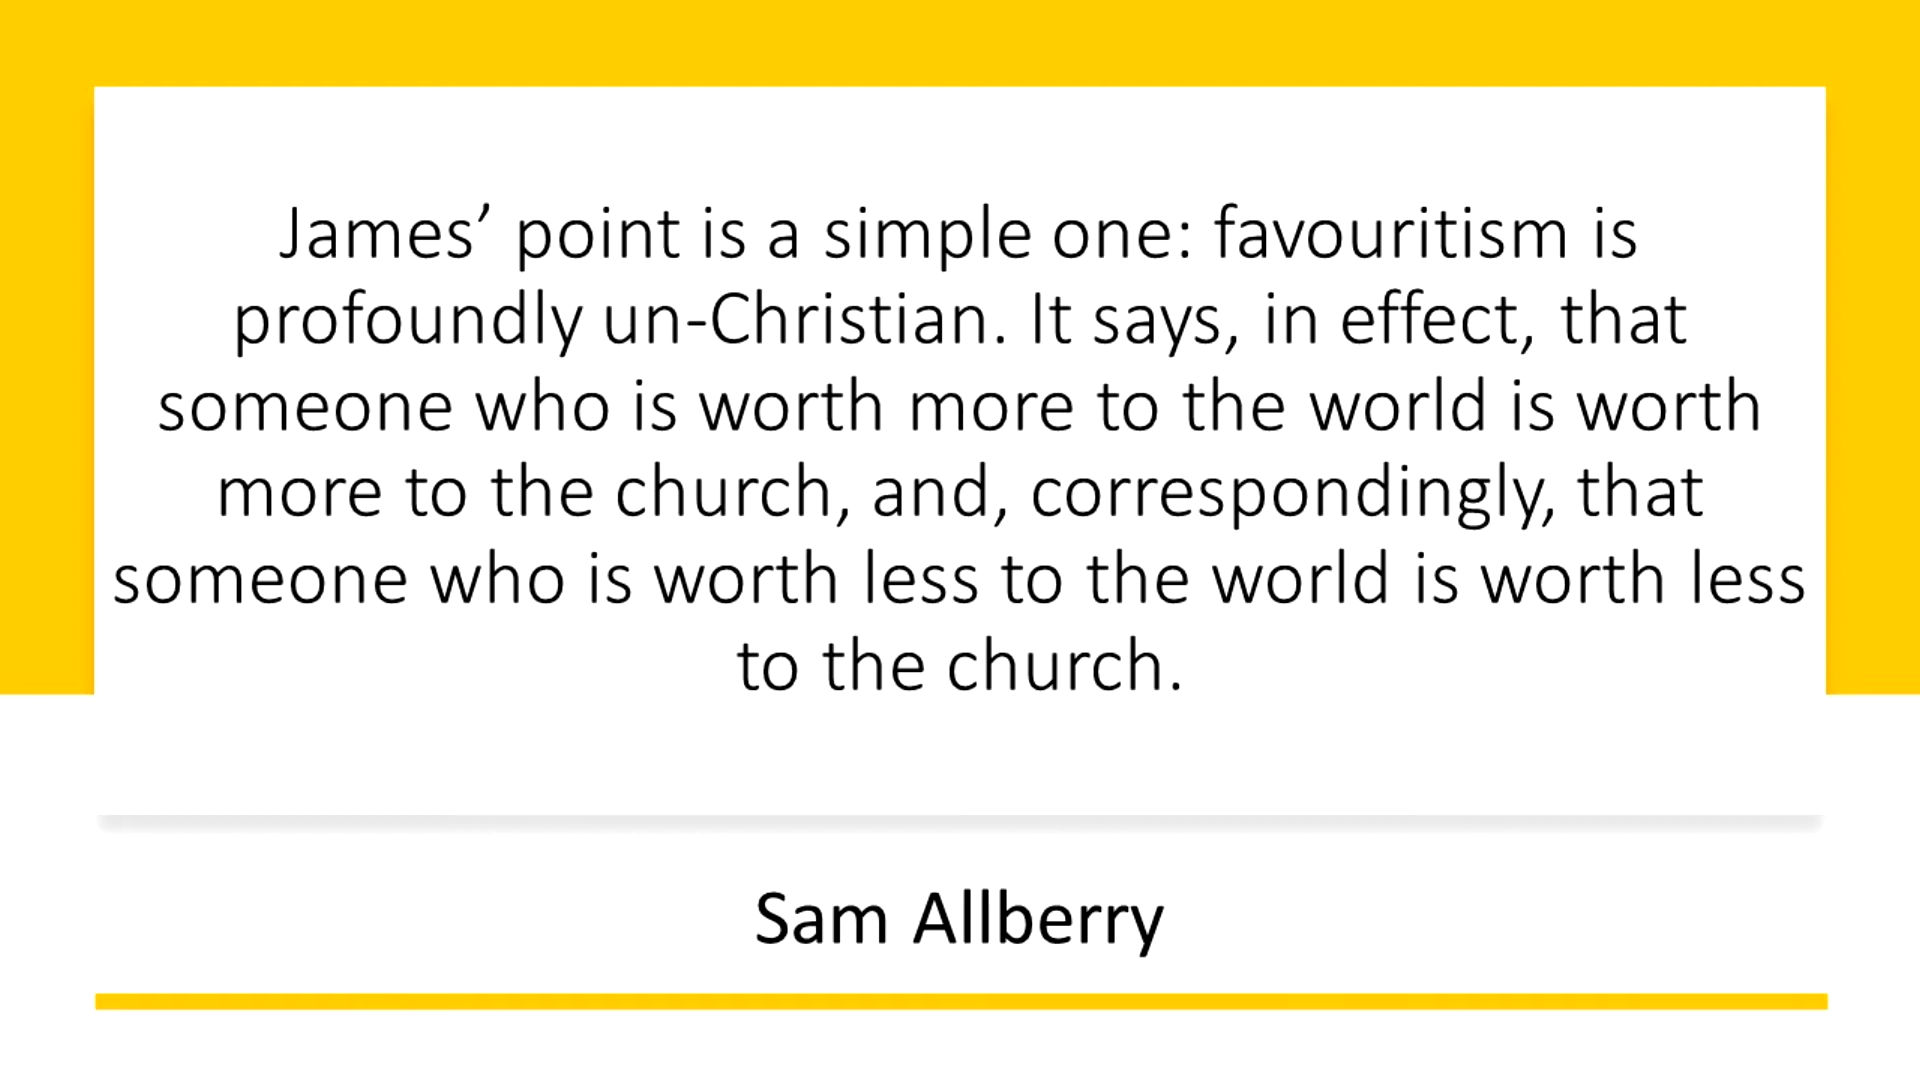 James’ point is a simple one: favouritism is
profoundly un-Christian. It says, in effect, that
someone who is worth more to the world is worth
more to the church, and, correspondingly, that
someone who is worth less to the world is worth less
to the church.
Sam Allberry